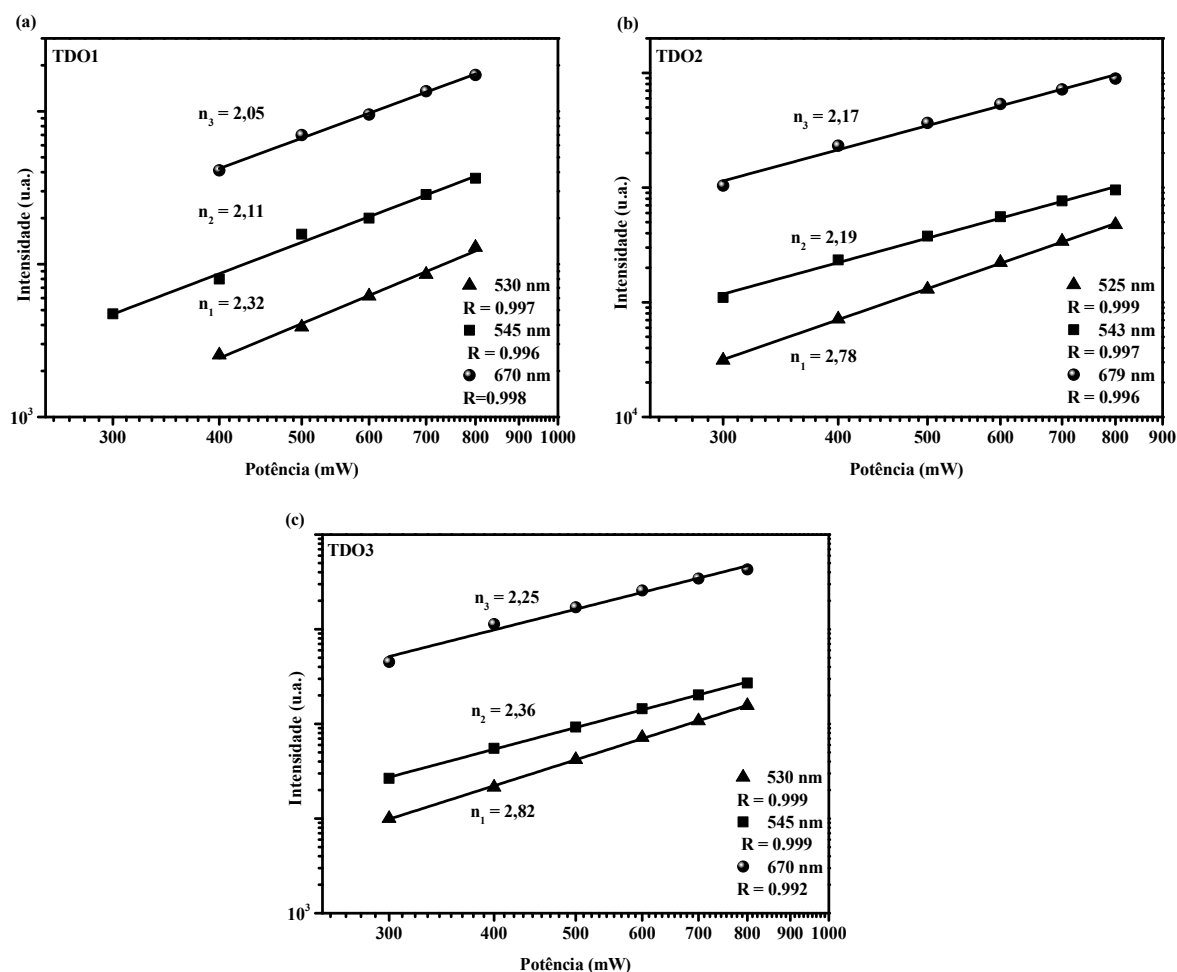 (a)
TDO1
Intensidade (u.a.)
n₃ = 2,05
n₂ = 2,11
n₁ = 2,32
530 nm
R = 0.997
545 nm
R = 0.996
670 nm
R=0.998
10³
300 400 500 600 700 800 900 1000
Potência (mW)
(b)
TDO2
Intensidade (u.a.)
n₃ = 2,17
n₂ = 2,19
n₁ = 2,78
525 nm
R = 0.999
543 nm
R = 0.997
679 nm
R = 0.996
10⁴
300 400 500 600 700 800 900
Potência (mW)
(c)
TDO3
Intensidade (u.a.)
n₃ = 2,25
n₂ = 2,36
n₁ = 2,82
530 nm
R = 0.999
545 nm
R = 0.999
670 nm
R = 0.992
10³
300 400 500 600 700 800 900 1000
Potência (mW)